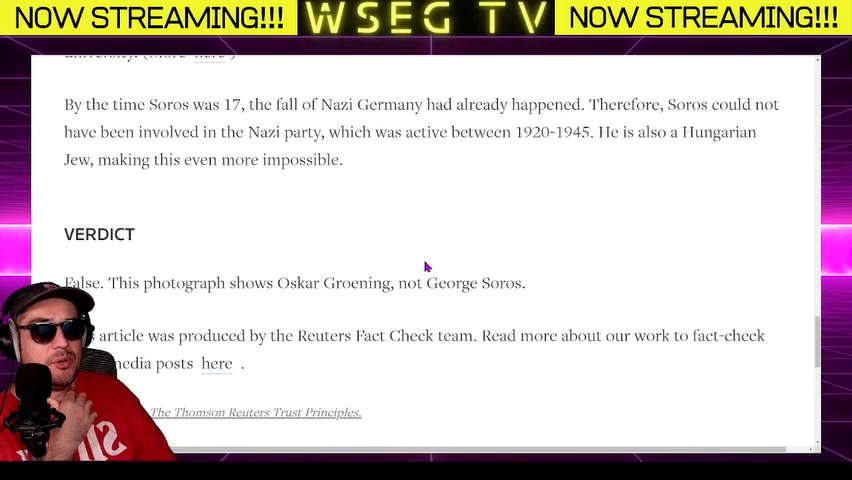 NOW STREAMING!!! WSEG TV NOW STREAMING!!!
By the time Soros was 17, the fall of Nazi Germany had already happened. Therefore, Soros could not
have been involved in the Nazi party, which was active between 1920-1945. He is also a Hungarian
Jew, making this even more impossible.
VERDICT
False. This photograph shows Oskar Groening, not George Soros.
article was produced by the Reuters Fact Check team. Read more about our work to fact-check
media posts here .
The Thomson Reuters Trust Principles.